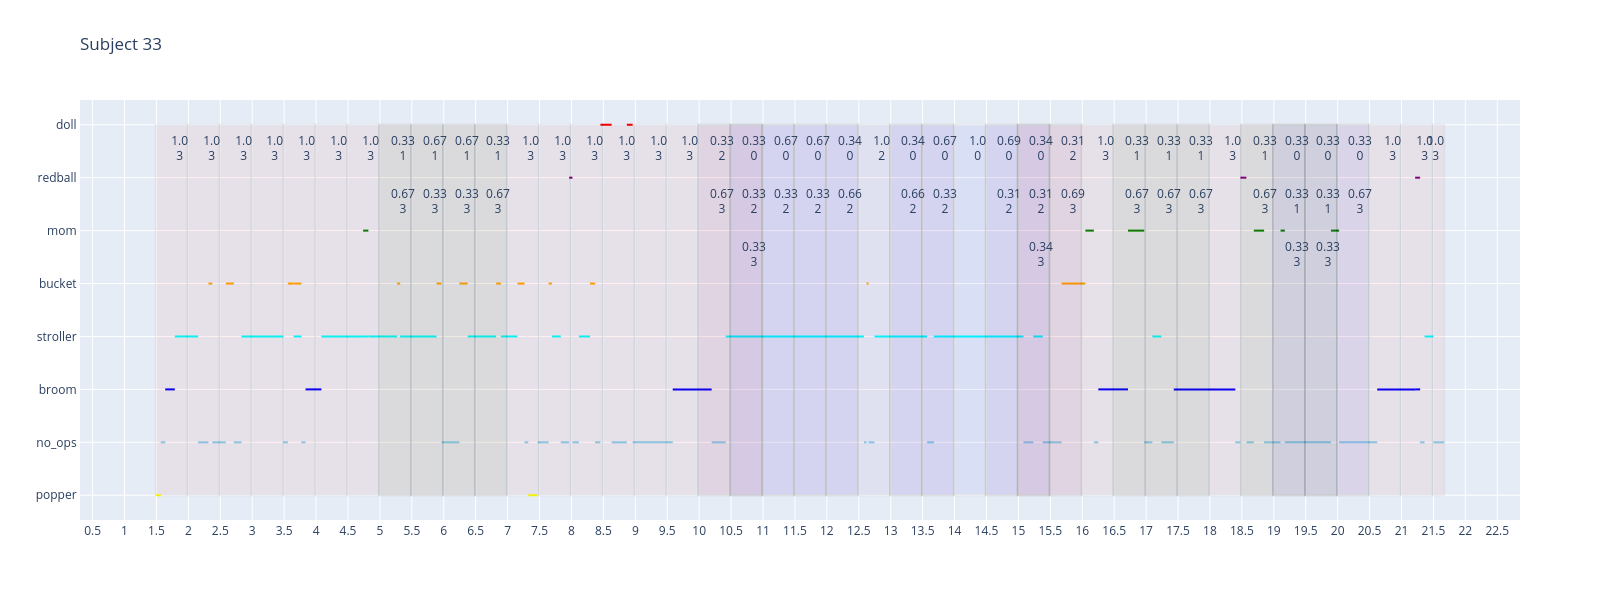 Subject 33
doll
1.0 1.0 1.0 1.0 1.0 1.0 1.0 0.33 0.67 0.67 0.33 1.0 1.0 1.0 1.0 1.0 1.0 0.33 0.33 0.67 0.67 0.34 1.0 0.34 0.67 1.0 0.69 0.34 0.31 1.0 0.33 0.33 0.33 1.0 0.33 0.33 0.33 0.33 1.0 1.0 1.0
3 3 3 3 3 3 3 1 1 1 1 3 3 3 3 3 3 2 0 0 0 0 2 0 0 0 0 0 2 3 1 1 1 3 1 0 0 0 3 3 3
redball
0.67 0.33 0.33 0.67 0.67 0.33 0.33 0.33 0.66 0.66 0.33 0.31 0.31 0.69 0.67 0.67 0.67 0.67 0.33 0.33 0.67
3 3 3 3 3 2 2 2 2 2 2 2 2 3 3 3 3 3 1 1 3
mom
0.33 0.34 0.33 0.33
3 3 3 3
bucket
stroller
broom
no_ops
popper
0.5 1 1.5 2 2.5 3 3.5 4 4.5 5 5.5 6 6.5 7 7.5 8 8.5 9 9.5 10 10.5 11 11.5 12 12.5 13 13.5 14 14.5 15 15.5 16 16.5 17 17.5 18 18.5 19 19.5 20 20.5 21 21.5 22 22.5